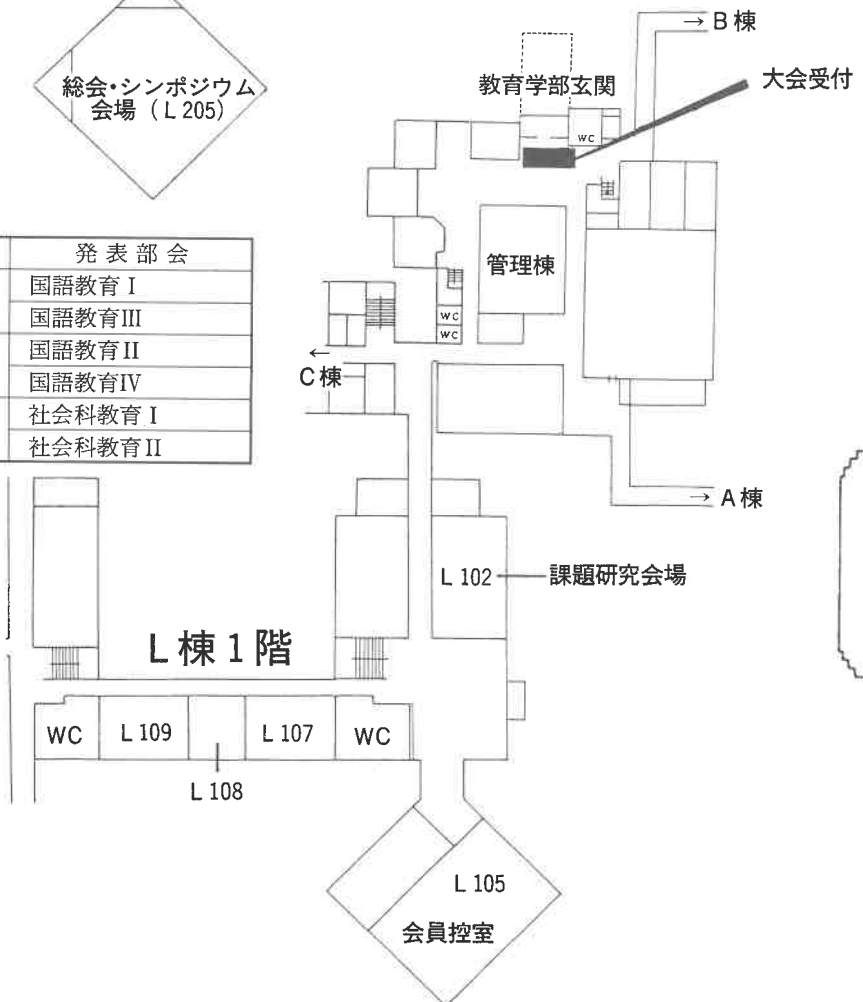 総会・シンポジウム
会場（L 205）
→ B棟
教育学部玄関
大会受付
WC
管理棟
発表部会
国語教育 I
国語教育III
国語教育II
国語教育IV
社会科教育 I
社会科教育II
WC
WC
←
C棟
→ A棟
L 102
課題研究会場
L棟1階
WC
L 109
L 107
WC
L 108
L 105
会員控室